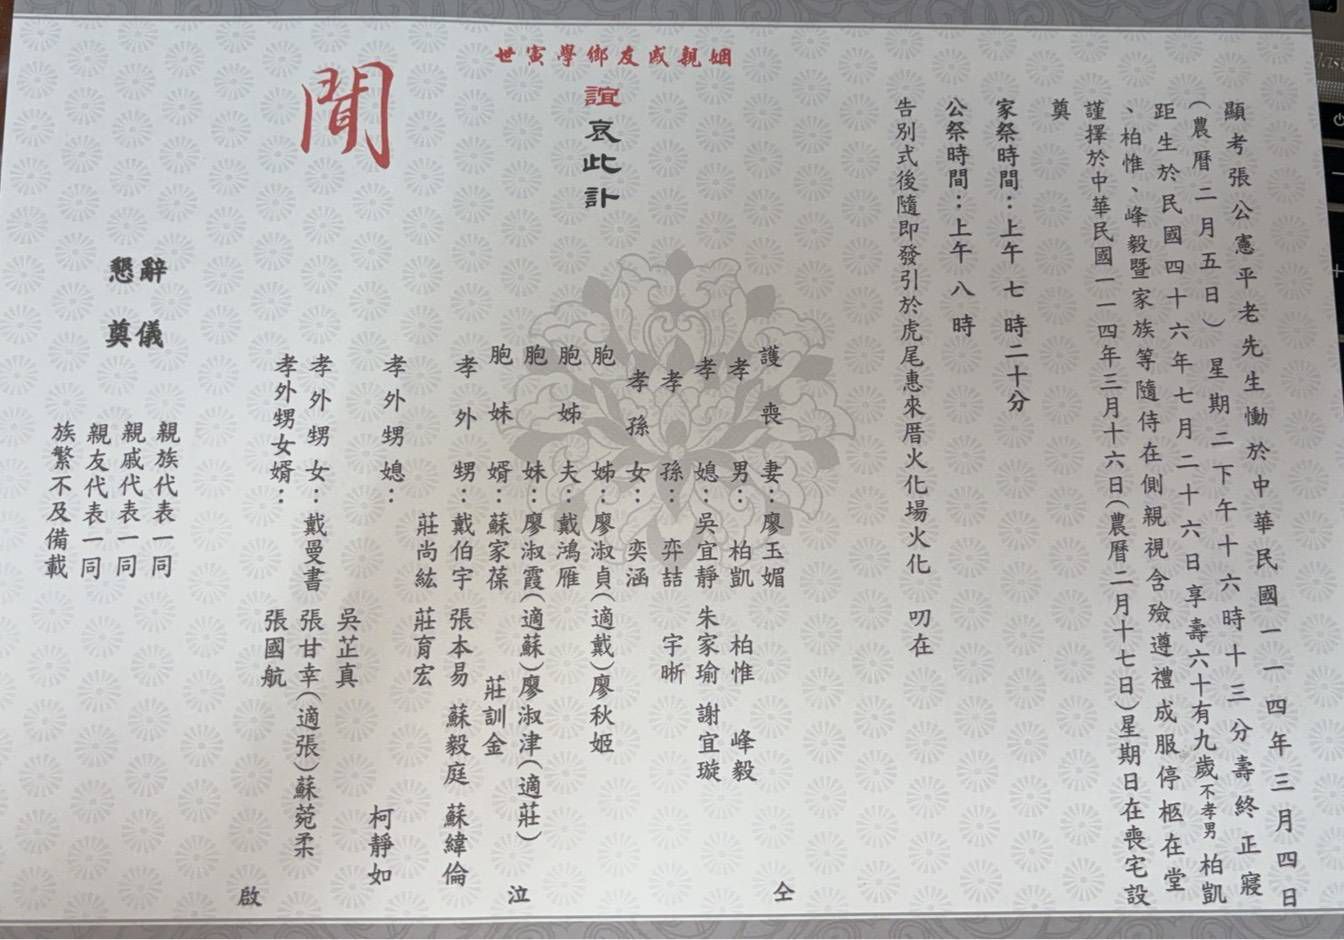 顯考張公憲平老先生慟於中華民國一一四年三月四日
(農曆二月五日)星期二下午十六時十三分壽終正寢
距生於民國四十六年七月二十六日享壽六十有九歲不孝男柏凱
、柏惟、峰毅暨家族等隨侍在側親視含殮遵禮成服停柩在堂
謹擇於中華民國一一四年三月十六日(農曆二月十七日)星期日在喪宅設
奠
家祭時間：上午七時二十分
公祭時間：上午八時
告別式後隨即發引於虎尾惠來厝火化場火化 叨在
姻親戚友鄉學寅世
誼哀此訃
聞
護喪妻：廖玉媚
孝男：柏凱 柏惟 峰毅
孝媳：吳宜靜 朱家瑜 謝宜璇
孝孫：弈喆 宇晰
孝孫女：奕涵
胞姊：廖淑貞(適戴)廖秋姬
胞姊夫：戴鴻雁
胞妹：廖淑霞(適蘇)廖淑津(適莊)
胞妹婿：蘇家葆 莊訓金
孝外甥：戴伯宇 張本易 蘇毅庭 蘇緯倫
莊尚紘 莊育宏
孝外甥媳： 柯靜如
吳芷真
孝外甥女：戴曼書 張甘幸(適張)蘇菀柔
孝外甥女婿： 張國航
仝
泣
啟
懇辭
奠儀
親族代表一同
親戚代表一同
親友代表一同
族繁不及備載